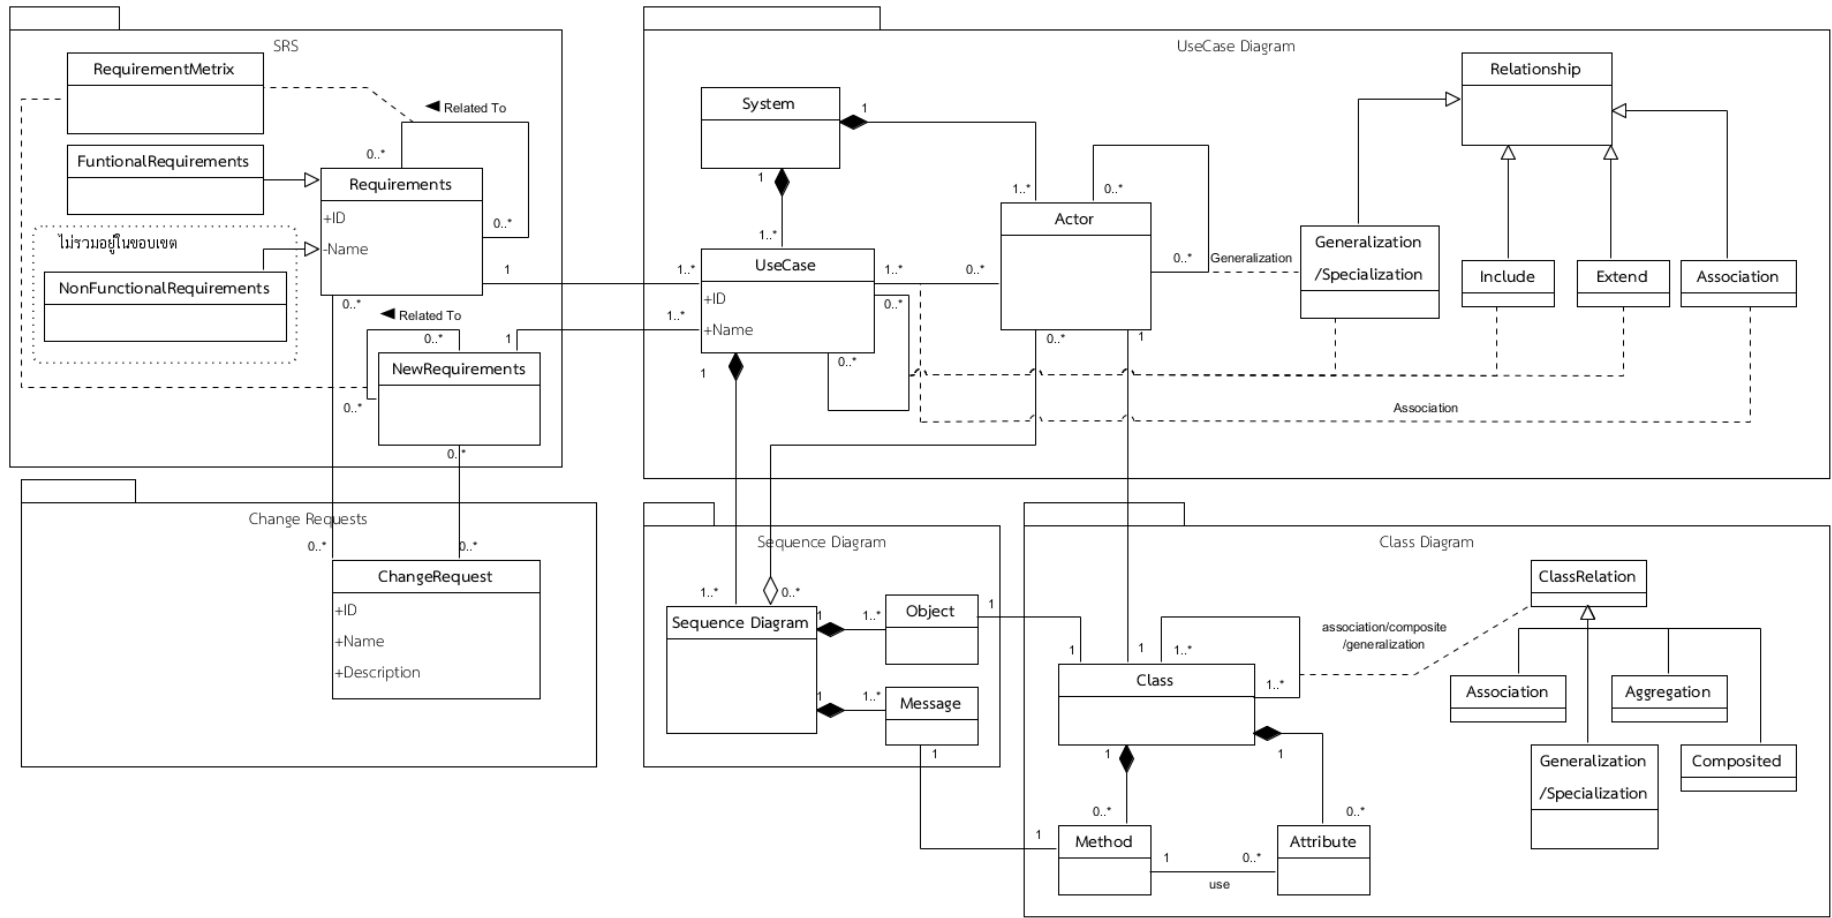 SRS
RequirementMetrix
Related To
FuntionalRequirements
0..*
Requirements
+ID
-Name
0..*
ไม่รวมอยู่ในขอบเขต
NonFunctionalRequirements
0..*
1
1..*
Related To
0..*
1
1..*
NewRequirements
0..*
0..*
Change Requests
0..*
0..*
ChangeRequest
+ID
+Name
+Description
UseCase Diagram
System
1
1
1..*
1..*
0..*
Actor
0..*
Generalization
UseCase
+ID
+Name
1..*
0..*
0..*
0..*
1
0..*
1
Relationship
Generalization
/Specialization
Include
Extend
Association
Association
Sequence Diagram
1..*
0..*
Sequence Diagram
1
1..*
Object
1
1
1..*
Message
1
Class Diagram
1
1
1..*
1..*
Class
association/composite
/generalization
ClassRelation
Association
Aggregation
Generalization
/Specialization
Composited
1
1
0..*
0..*
1
Method
1
0..*
use
Attribute